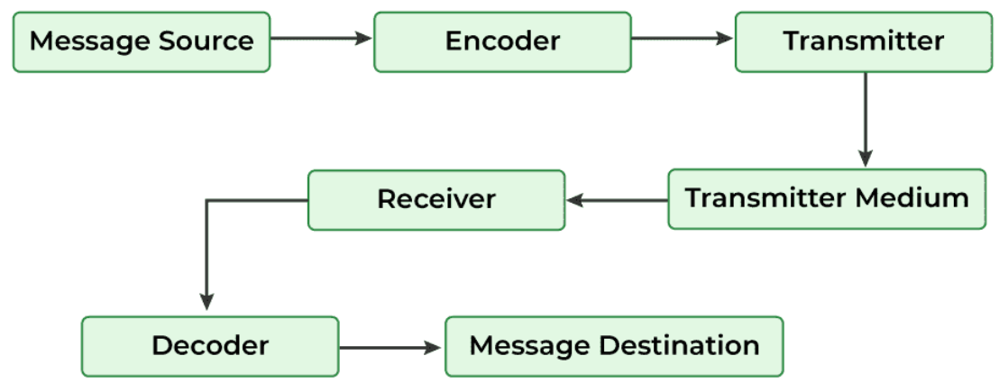 Message Source
Encoder
Transmitter
Transmitter Medium
Receiver
Decoder
Message Destination